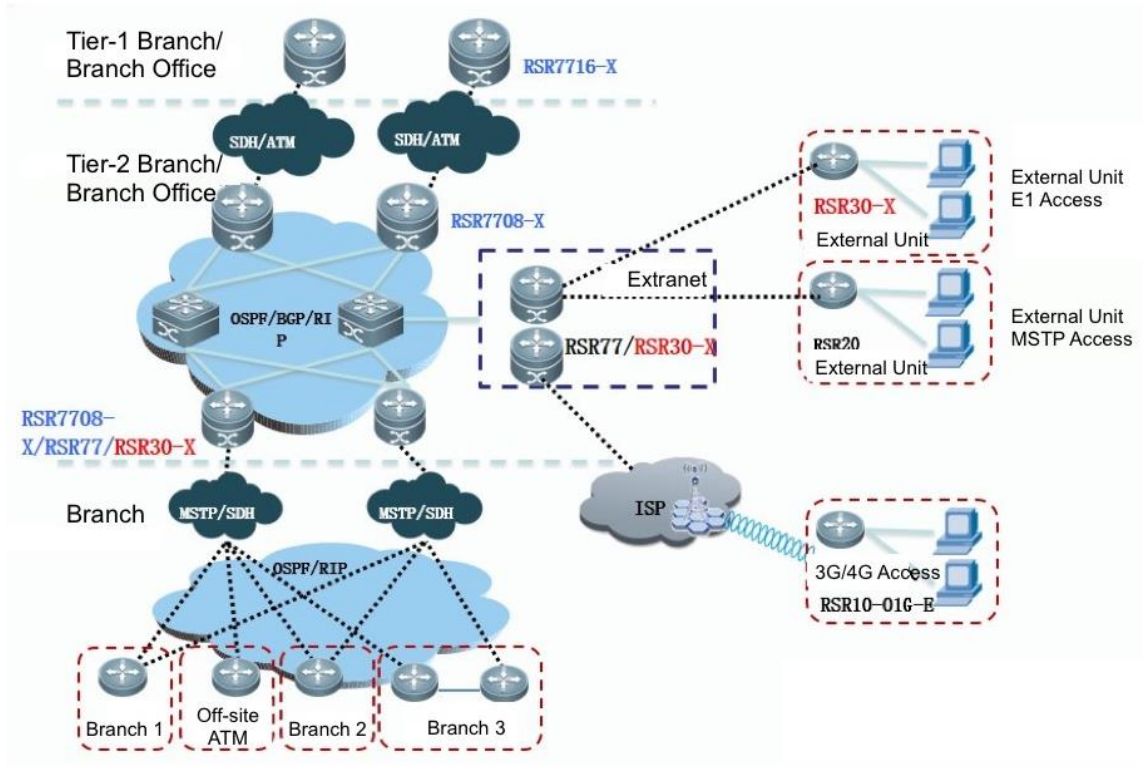 Tier-1 Branch/
Branch Office
RSR7716-X
SDH/ATM
SDH/ATM
Tier-2 Branch/
Branch Office
RSR7708-X
RSR30-X
External Unit
External Unit
E1 Access
Extranet
OSPF/BGP/RI
P
RSR77/RSR30-X
RSR20
External Unit
External Unit
MSTP Access
RSR7708-
X/RSR77/RSR30-X
Branch
MSTP/SDH
MSTP/SDH
ISP
OSPF/RIP
3G/4G Access
RSR10-01G-E
Branch 1
Off-site
ATM
Branch 2
Branch 3